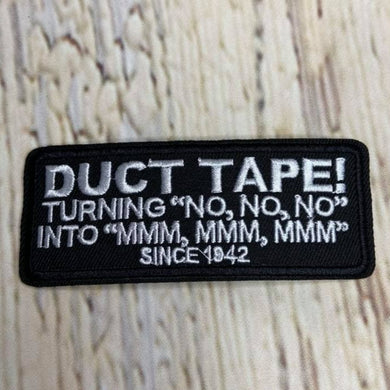 DUCT TAPE!
TURNING "NO, NO, NO"
INTO "MMM, MMM, MMM"
SINCE 1942